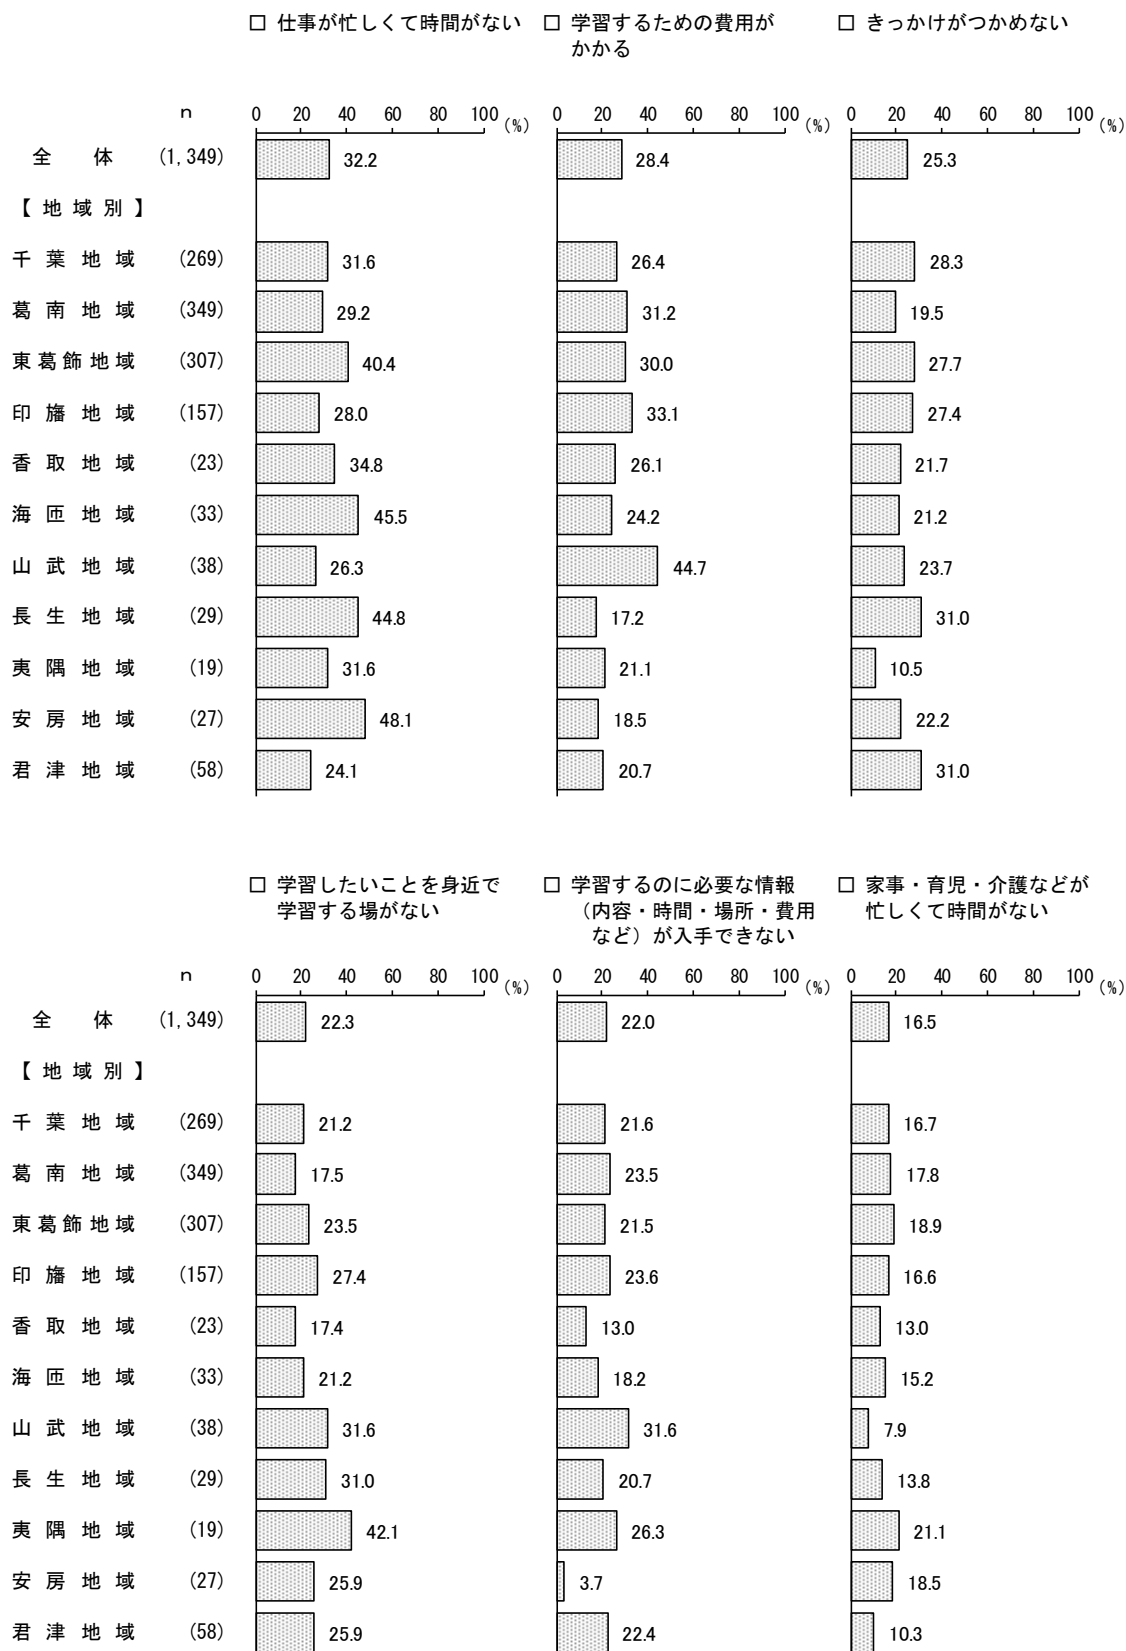 □ 仕事が忙しくて時間がない □ 学習するための費用が □ きっかけがつかめない
かかる
n 0 20 40 60 80 100 (%) 0 20 40 60 80 100 (%) 0 20 40 60 80 100 (%)
全 体 (1,349) 32.2 28.4 25.3
【 地 域 別 】
千 葉 地 域 (269) 31.6 26.4 28.3
葛 南 地 域 (349) 29.2 31.2 19.5
東 葛 飾 地 域 (307) 40.4 30.0 27.7
印 旛 地 域 (157) 28.0 33.1 27.4
香 取 地 域 (23) 34.8 26.1 21.7
海 匝 地 域 (33) 45.5 24.2 21.2
山 武 地 域 (38) 26.3 44.7 23.7
長 生 地 域 (29) 44.8 17.2 31.0
夷 隅 地 域 (19) 31.6 21.1 10.5
安 房 地 域 (27) 48.1 18.5 22.2
君 津 地 域 (58) 24.1 20.7 31.0
□ 学習したいことを身近で □ 学習するのに必要な情報 □ 家事・育児・介護などが
学習する場がない （内容・時間・場所・費用 忙しくて時間がない
など）が入手できない
n 0 20 40 60 80 100 (%) 0 20 40 60 80 100 (%) 0 20 40 60 80 100 (%)
全 体 (1,349) 22.3 22.0 16.5
【 地 域 別 】
千 葉 地 域 (269) 21.2 21.6 16.7
葛 南 地 域 (349) 17.5 23.5 17.8
東 葛 飾 地 域 (307) 23.5 21.5 18.9
印 旛 地 域 (157) 27.4 23.6 16.6
香 取 地 域 (23) 17.4 13.0 13.0
海 匝 地 域 (33) 21.2 18.2 15.2
山 武 地 域 (38) 31.6 31.6 7.9
長 生 地 域 (29) 31.0 20.7 13.8
夷 隅 地 域 (19) 42.1 26.3 21.1
安 房 地 域 (27) 25.9 3.7 18.5
君 津 地 域 (58) 25.9 22.4 10.3